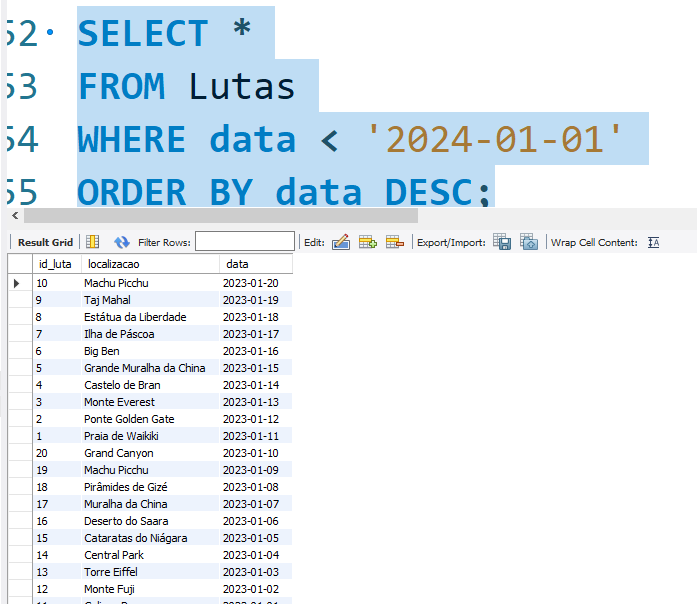 52 SELECT *
53 FROM Lutas
54 WHERE data < '2024-01-01'
55 ORDER BY data DESC;
Result Grid Filter Rows: Edit: Export/Import: Wrap Cell Content:
id_luta localizacao data
10 Machu Picchu 2023-01-20
9 Taj Mahal 2023-01-19
8 Estátua da Liberdade 2023-01-18
7 Ilha de Páscoa 2023-01-17
6 Big Ben 2023-01-16
5 Grande Muralha da China 2023-01-15
4 Castelo de Bran 2023-01-14
3 Monte Everest 2023-01-13
2 Ponte Golden Gate 2023-01-12
1 Praia de Waikiki 2023-01-11
20 Grand Canyon 2023-01-10
19 Machu Picchu 2023-01-09
18 Pirâmides de Gizé 2023-01-08
17 Muralha da China 2023-01-07
16 Deserto do Saara 2023-01-06
15 Cataratas do Niágara 2023-01-05
14 Central Park 2023-01-04
13 Torre Eiffel 2023-01-03
12 Monte Fuji 2023-01-02